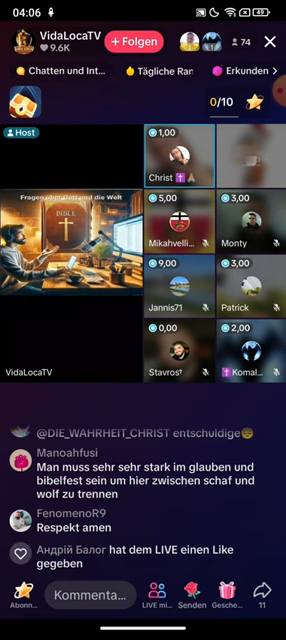 04:06
49
VidaLocaTV
9.6K
+ Folgen
74
Chatten und Int...
Tägliche Ran
Erkunden >
0/10
Host
1,00
Christ ✝️🙏🏽
Fragen über Gott und die Welt
BIBLE
5,00
Mikahvelli...
3,00
Monty
9,00
Jannis71
3,00
Patrick
0,00
Stavros†
2,00
✝️Komal...
VidaLocaTV
@DIE_WAHRHEIT_CHRIST entschuldige😔
Manoahfusi
Man muss sehr sehr stark im glauben und
bibelfest sein um hier zwischen schaf und
wolf zu trennen
FenomenoR9
Respekt amen
Андрій Балог hat dem LIVE einen Like
gegeben
Abonn...
Kommenta...
LIVE mi...
Senden
Gesche...
11